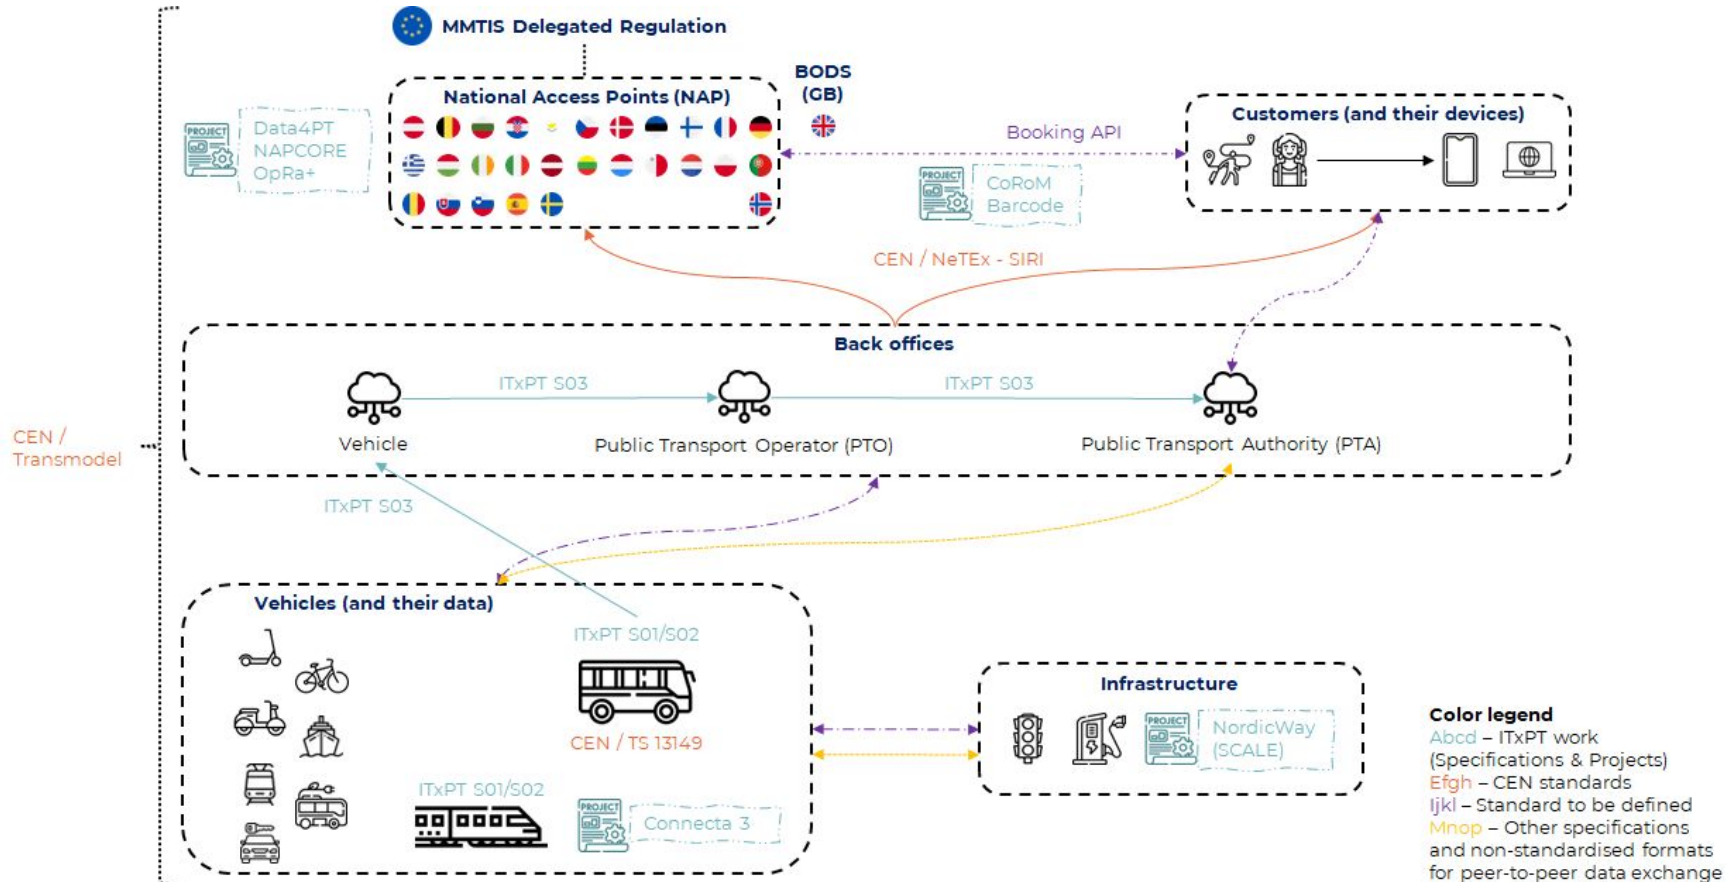 MMTIS Delegated Regulation
National Access Points (NAP)
BODS
(GB)
PROJECT
Data4PT
NAPCORE
OpRa+
Booking API
PROJECT
CoRoM
Barcode
Customers (and their devices)
CEN / NeTEx - SIRI
Back offices
ITxPT S03
ITxPT S03
Vehicle
Public Transport Operator (PTO)
Public Transport Authority (PTA)
CEN /
Transmodel
ITxPT S03
Vehicles (and their data)
ITxPT S01/S02
CEN / TS 13149
ITxPT S01/S02
PROJECT
Connecta 3
Infrastructure
PROJECT
NordicWay
(SCALE)
Color legend
Abcd – ITxPT work
(Specifications & Projects)
Efgh – CEN standards
Ijkl – Standard to be defined
Mnop – Other specifications
and non-standardised formats
for peer-to-peer data exchange